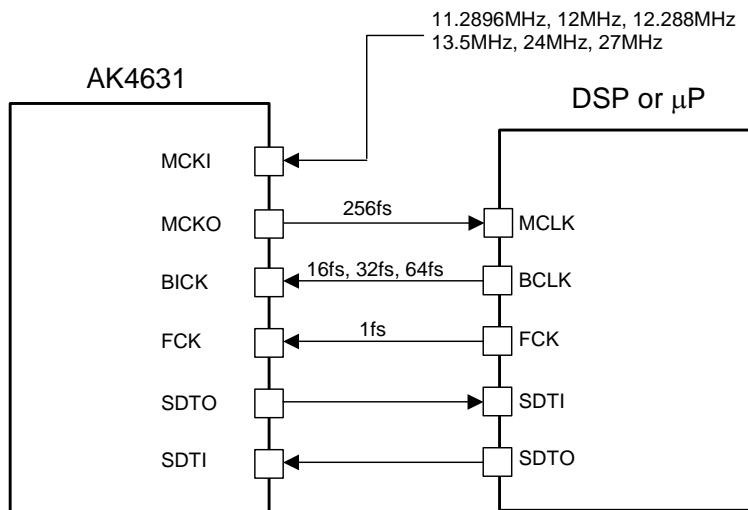 11.2896MHz, 12MHz, 12.288MHz
13.5MHz, 24MHz, 27MHz
AK4631
DSP or μP
MCKI
MCKO
256fs
MCLK
BICK
16fs, 32fs, 64fs
BCLK
FCK
1fs
FCK
SDTO
SDTI
SDTI
SDTO